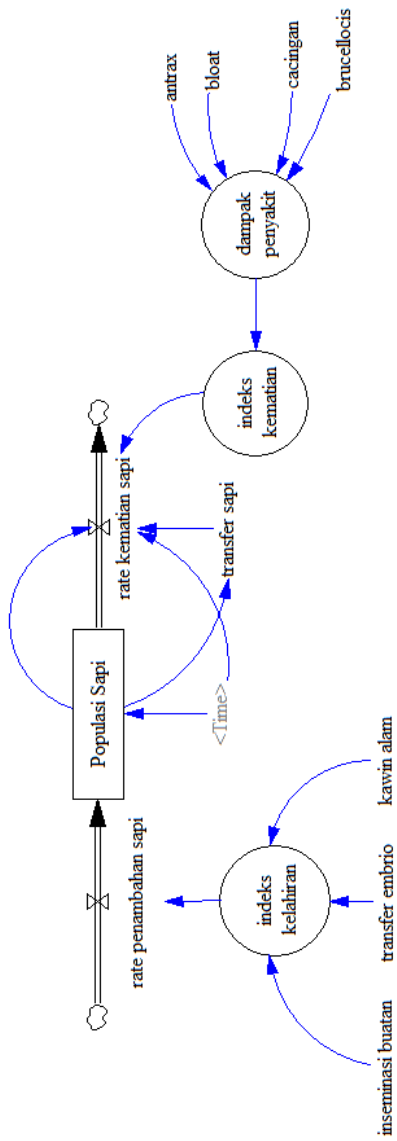 Populasi Sapi
rate penambahan sapi
rate kematian sapi
<Time>
transfer sapi
indeks
kelahiran
inseminasi buatan
transfer embrio
kawin alam
indeks
kematian
dampak
penyakit
antrax
bloat
cacingan
brucellocis